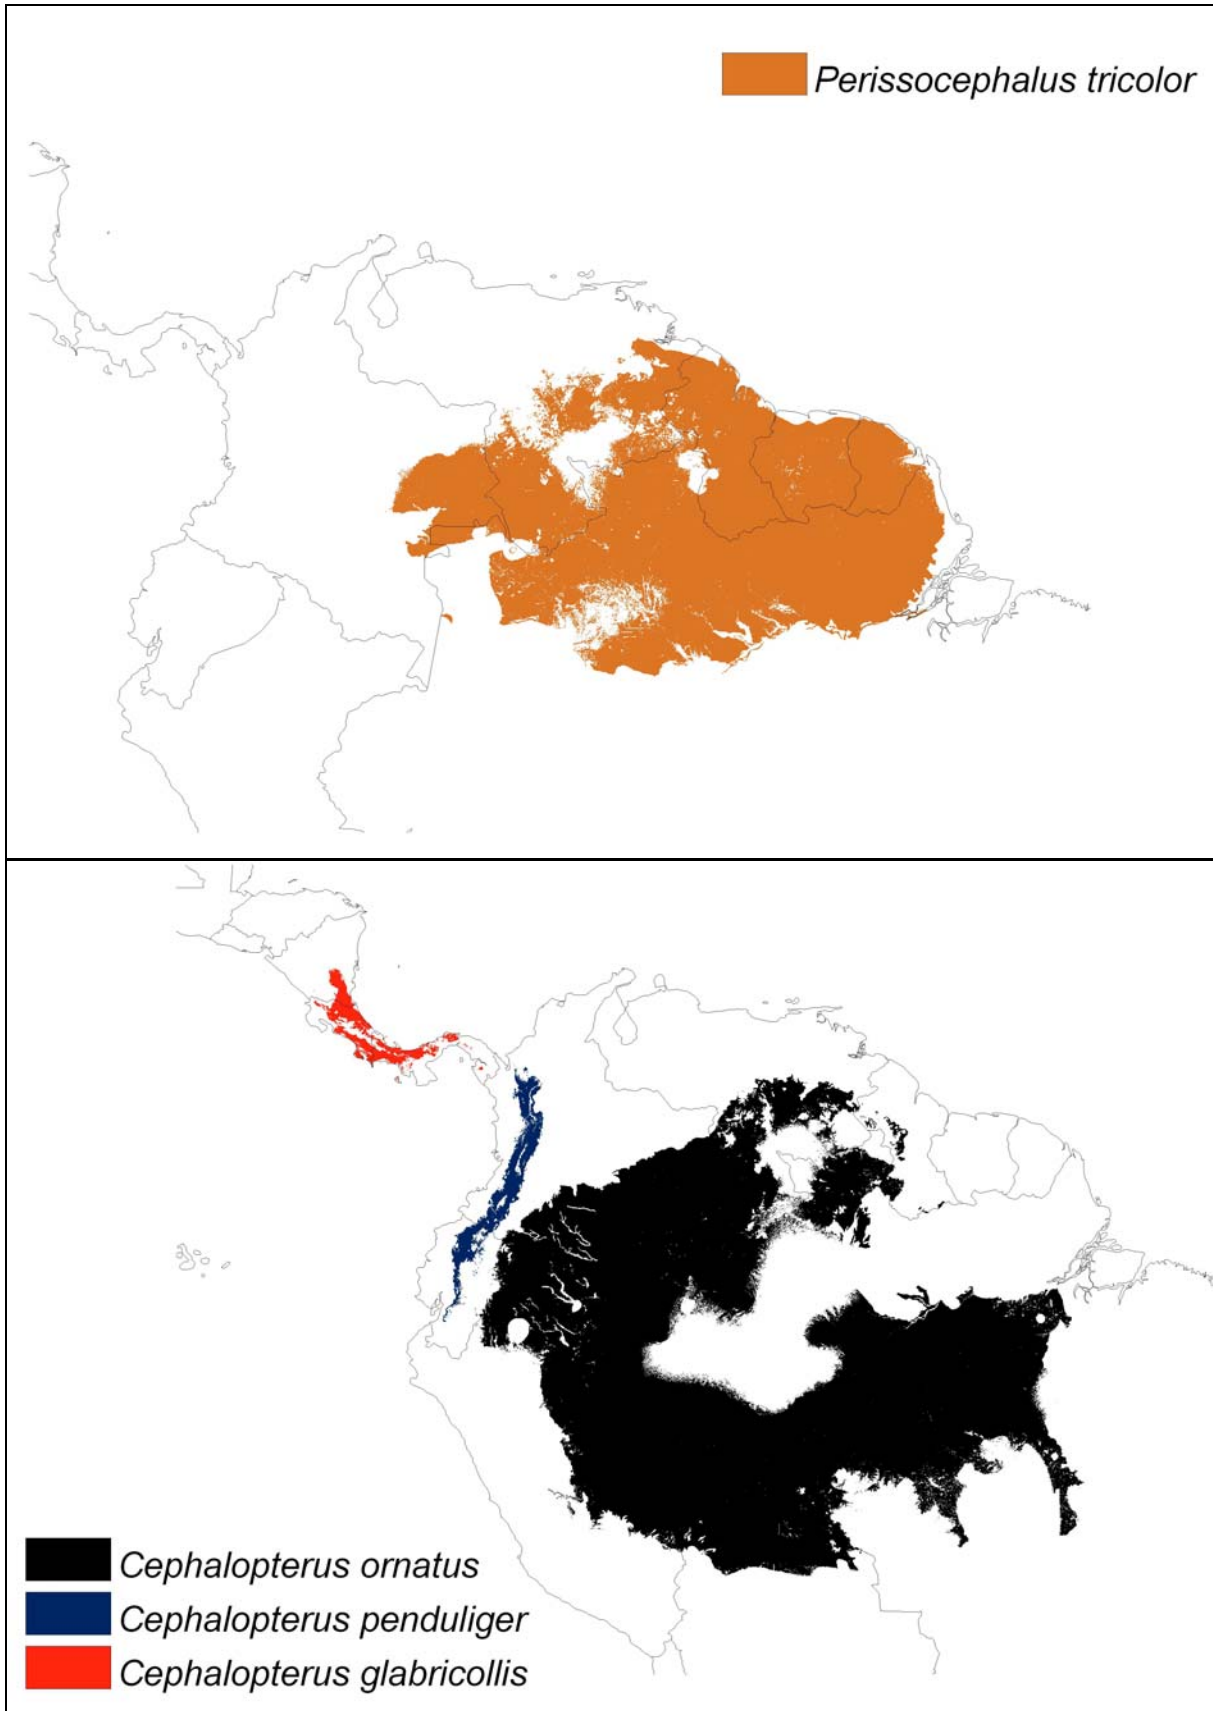 Perissocephalus tricolor
Cephalopterus ornatus
Cephalopterus penduliger
Cephalopterus glabricollis